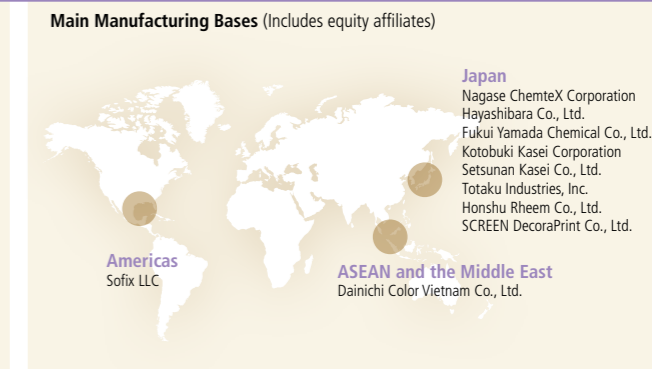 Main Manufacturing Bases (Includes equity affiliates)
Japan
Nagase ChemteX Corporation
Hayashibara Co., Ltd.
Fukui Yamada Chemical Co., Ltd.
Kotobuki Kasei Corporation
Setsunan Kasei Co., Ltd.
Totaku Industries, Inc.
Honshu Rheem Co., Ltd.
SCREEN DecoraPrint Co., Ltd.
Americas
Sofix LLC
ASEAN and the Middle East
Dainichi Color Vietnam Co., Ltd.